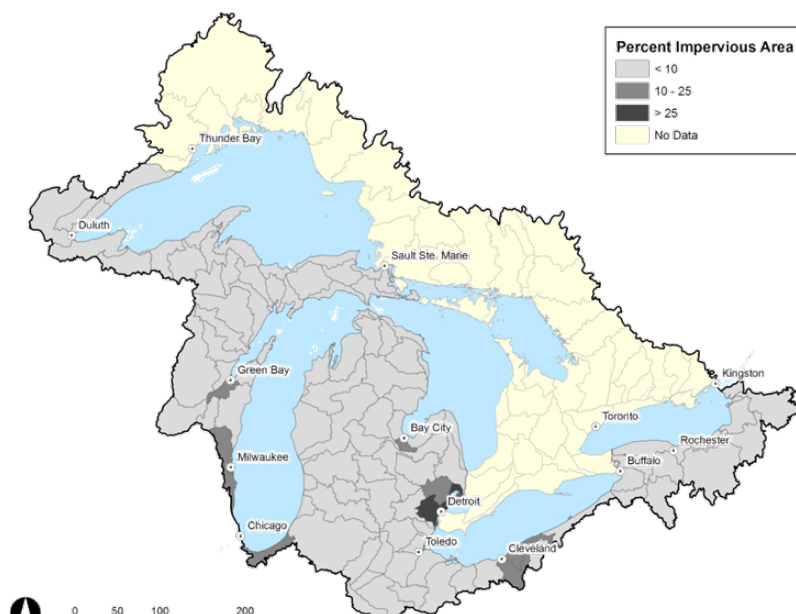 Percent Impervious Area
< 10
10 - 25
> 25
No Data
Thunder Bay
Duluth
Sault Ste. Marie
Green Bay
Kingston
Toronto
Bay City
Rochester
Milwaukee
Buffalo
Detroit
Chicago
Toledo
Cleveland
0 50 100 200